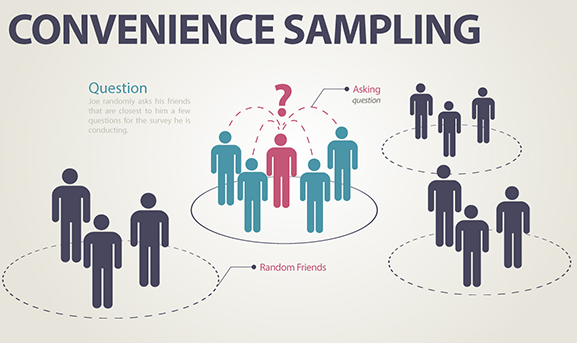 CONVENIENCE SAMPLING
Question
Joe randomly asks his friends
that are closest to him a few
questions for the survey he is
conducting.
?
Asking
question
Random Friends